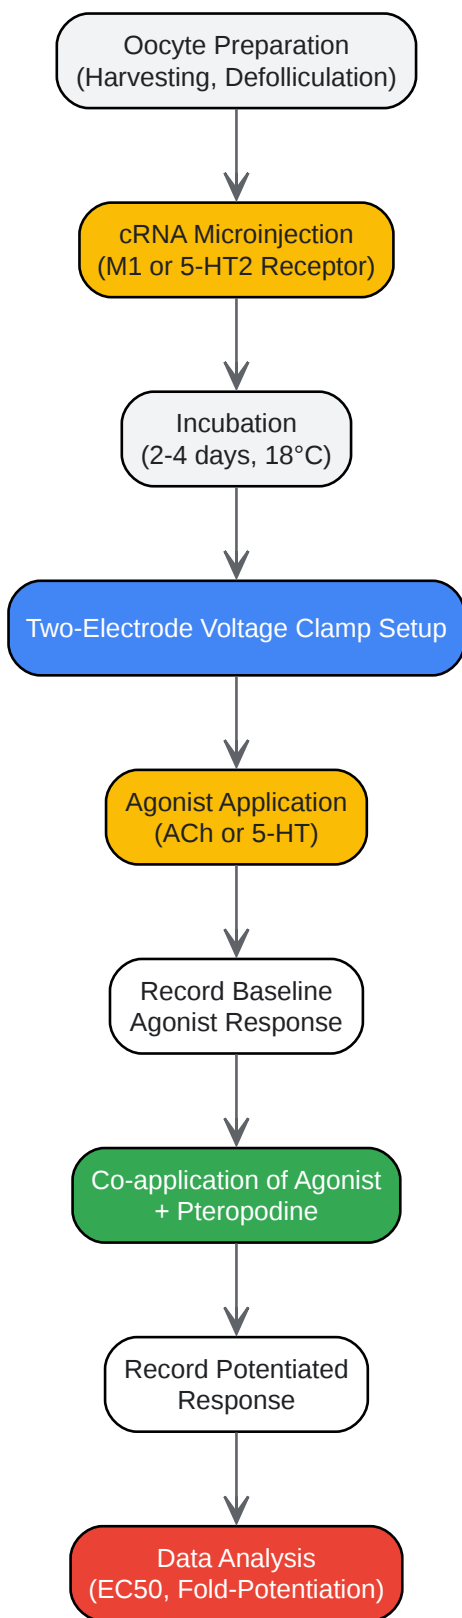 Oocyte Preparation
(Harvesting, Defolliculation)
cRNA Microinjection
(M1 or 5-HT2 Receptor)
Incubation
(2-4 days, 18°C)
Two-Electrode Voltage Clamp Setup
Agonist Application
(ACh or 5-HT)
Record Baseline
Agonist Response
Co-application of Agonist
+ Pteropodine
Record Potentiated
Response
Data Analysis
(EC50, Fold-Potentiation)